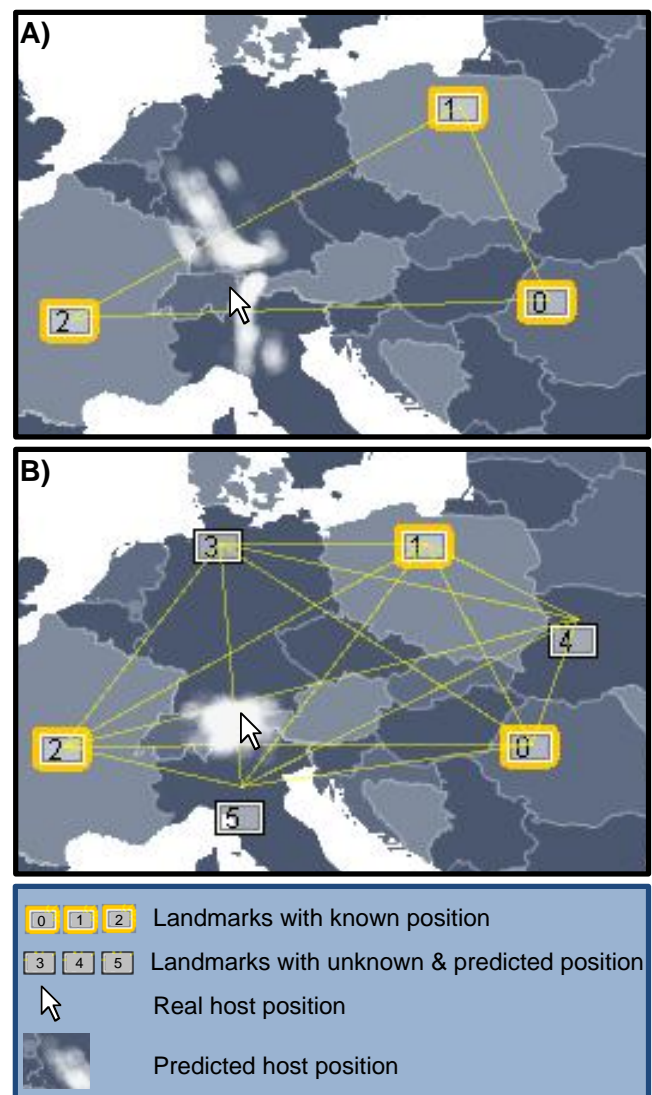 A)
1
2
0
B)
3
1
4
2
0
5
0 1 2 Landmarks with known position
3 4 5 Landmarks with unknown & predicted position
Real host position
Predicted host position